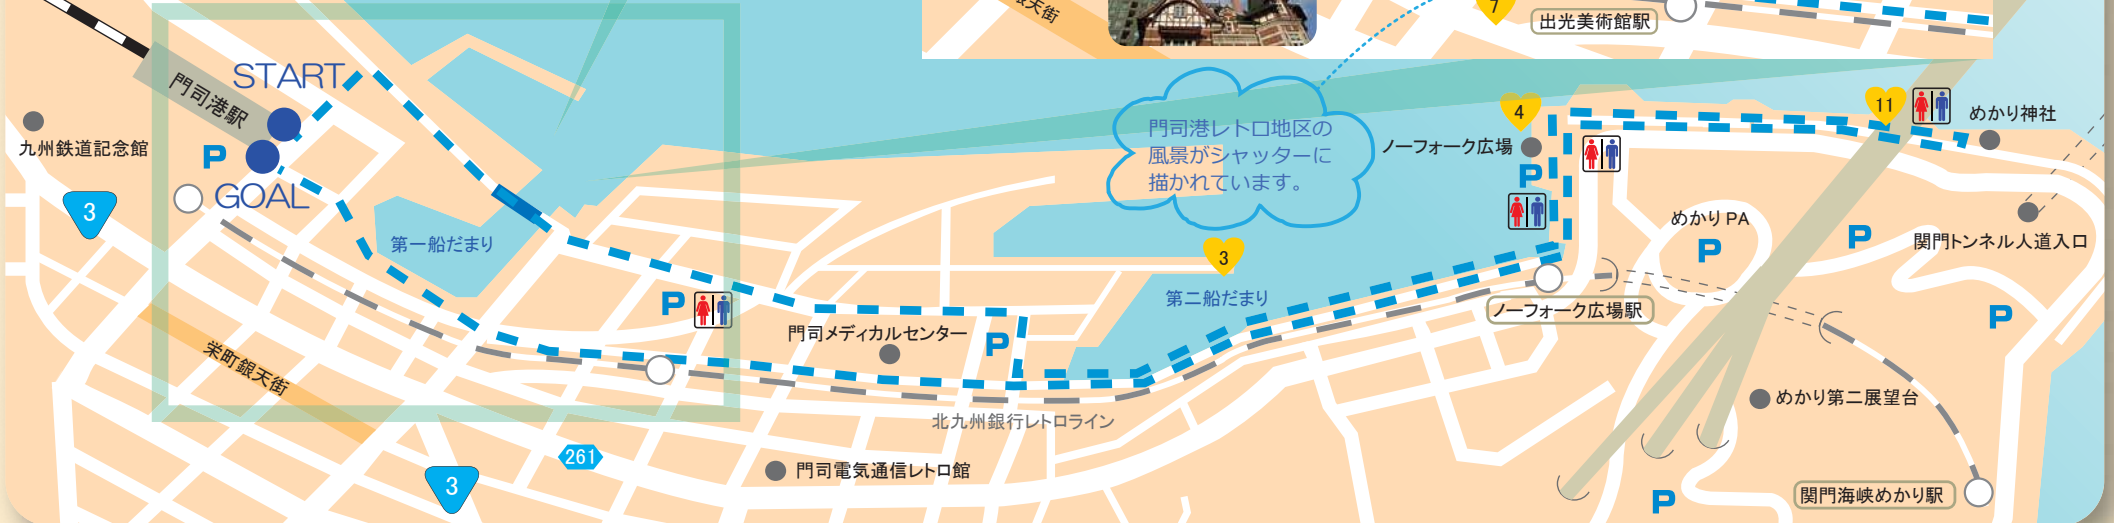 銀天街
7
出光美術館駅
START
門司港駅
九州鉄道記念館
P
GOAL
3
第一船だまり
門司港レトロ地区の
風景がシャッターに
描かれています。
4
ノーフォーク広場
P
11
めかり神社
めかりPA
P
P
関門トンネル人道入口
3
第二船だまり
P
門司メディカルセンター
P
ノーフォーク広場駅
P
栄町銀天街
めかり第二展望台
北九州銀行レトロライン
261
門司電気通信レトロ館
3
P
関門海峡めかり駅